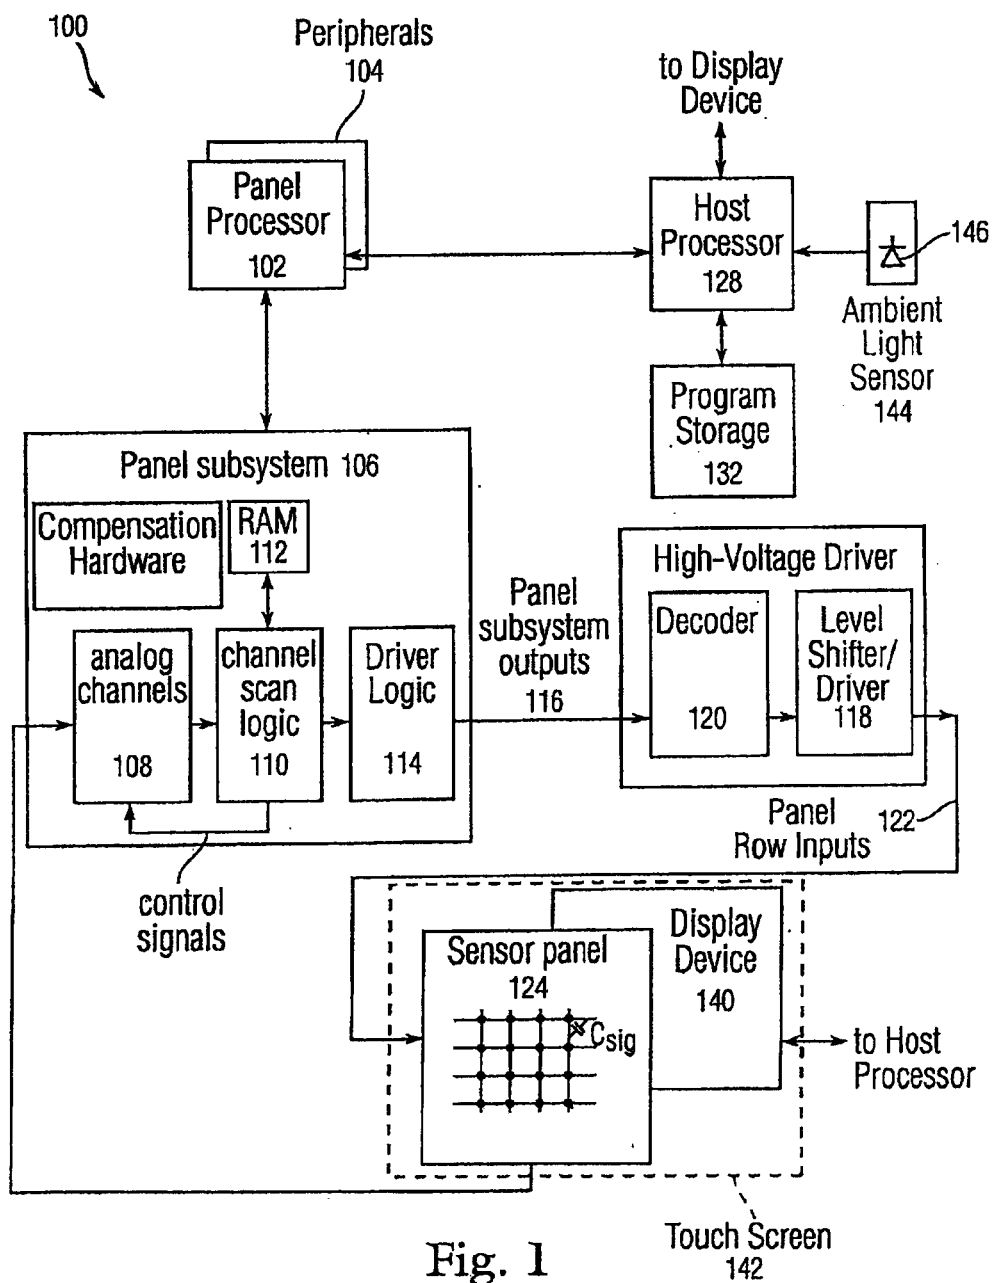 100
Peripherals
104
to Display
Device
Panel
Processor
102
Host
Processor
128
146
Ambient
Light
Sensor
144
Program
Storage
132
Panel subsystem 106
Compensation
Hardware
RAM
112
analog
channels
108
channel
scan
logic
110
Driver
Logic
114
Panel
subsystem
outputs
116
High-Voltage Driver
Decoder
120
Level
Shifter/
Driver
118
Panel
Row Inputs
122
control
signals
Sensor panel
124
Csig
Display
Device
140
to Host
Processor
Touch Screen
142
Fig. 1